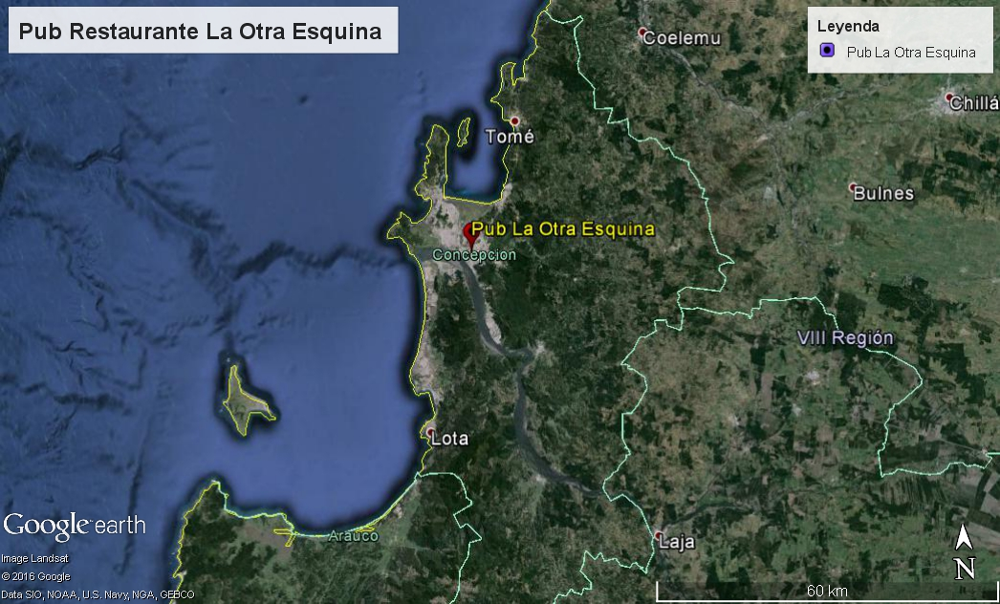 Pub Restaurante La Otra Esquina
Leyenda
Pub La Otra Esquina
Coelemu
Chillá
Tomé
Bulnes
Pub La Otra Esquina
Concepcion
VIII Región
Lota
Google earth
Arauco
Laja
Image Landsat
© 2016 Google
Data SIO, NOAA, U.S. Navy, NGA, GEBCO
N
60 km